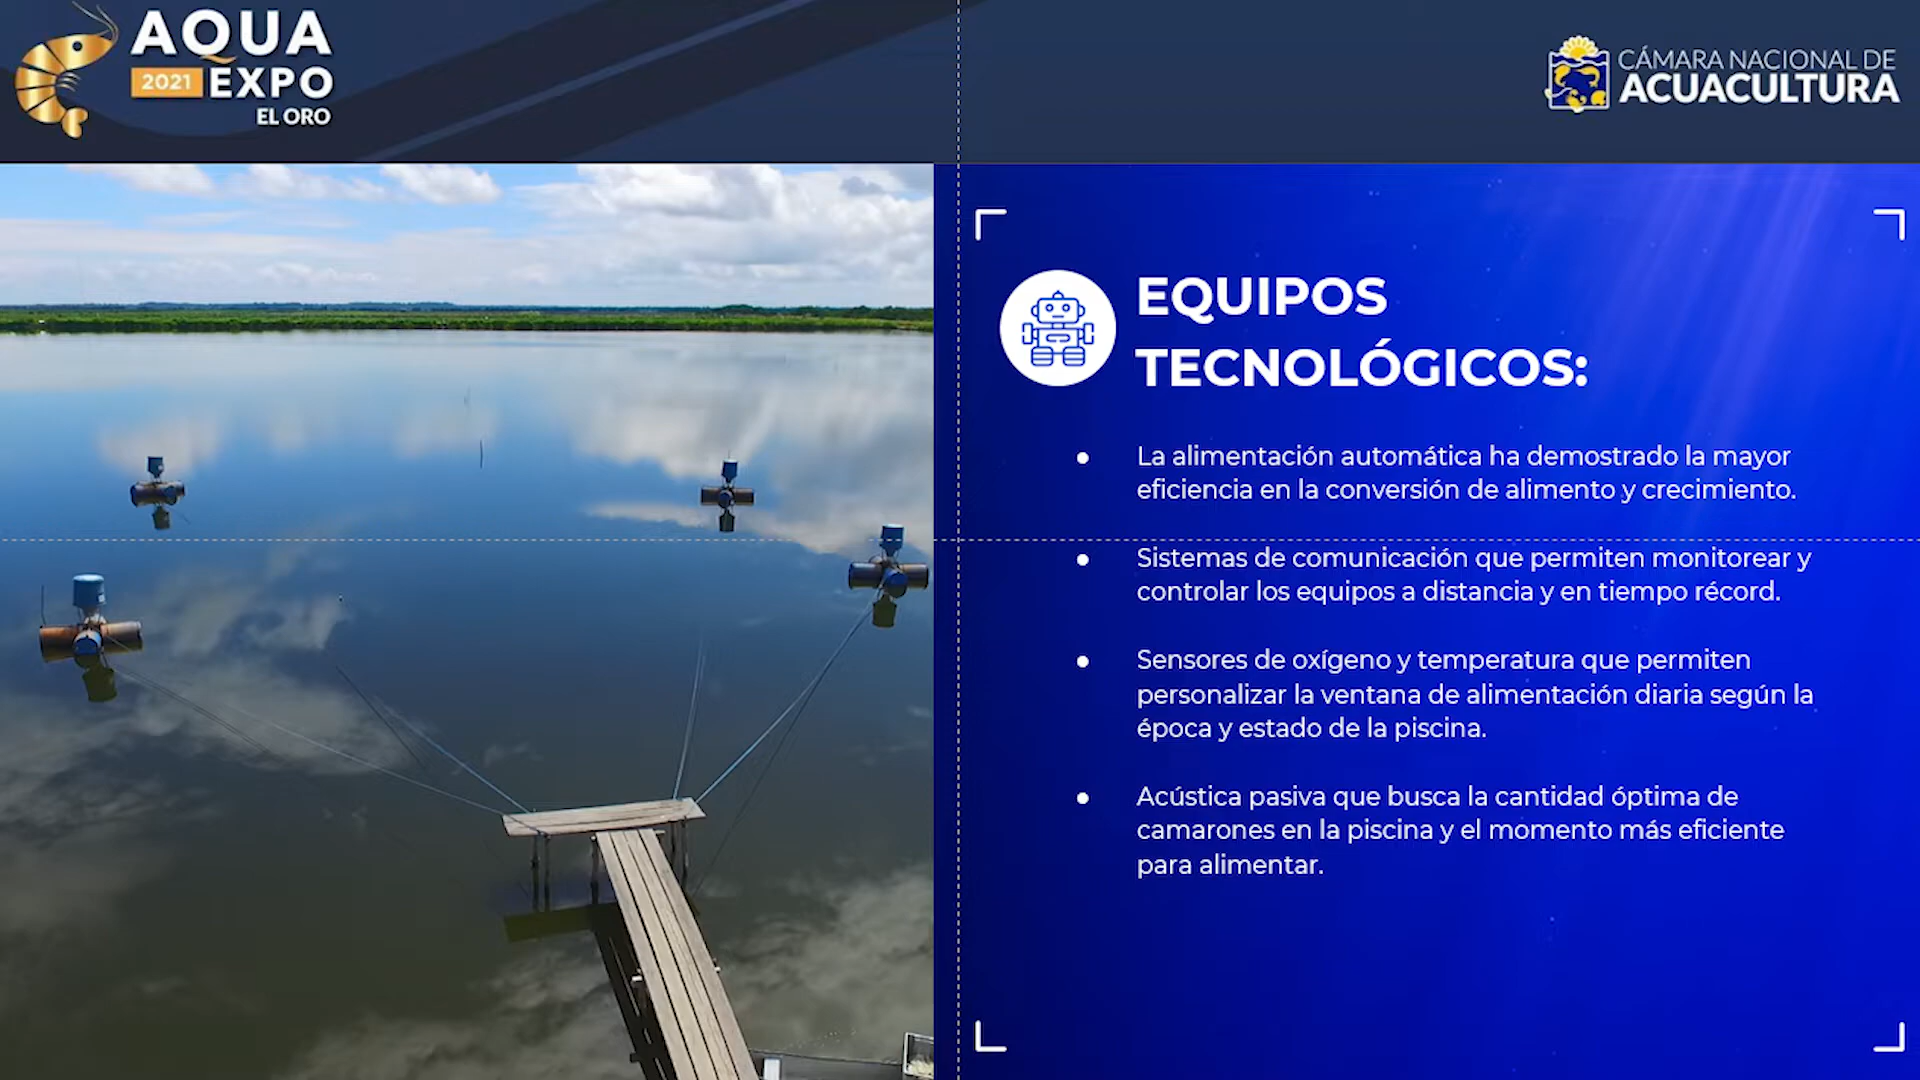 AQUA
2021 EXPO
EL ORO
CÁMARA NACIONAL DE
ACUACULTURA
EQUIPOS
TECNOLÓGICOS:
• La alimentación automática ha demostrado la mayor
eficiencia en la conversión de alimento y crecimiento.
• Sistemas de comunicación que permiten monitorear y
controlar los equipos a distancia y en tiempo récord.
• Sensores de oxígeno y temperatura que permiten
personalizar la ventana de alimentación diaria según la
época y estado de la piscina.
• Acústica pasiva que busca la cantidad óptima de
camarones en la piscina y el momento más eficiente
para alimentar.